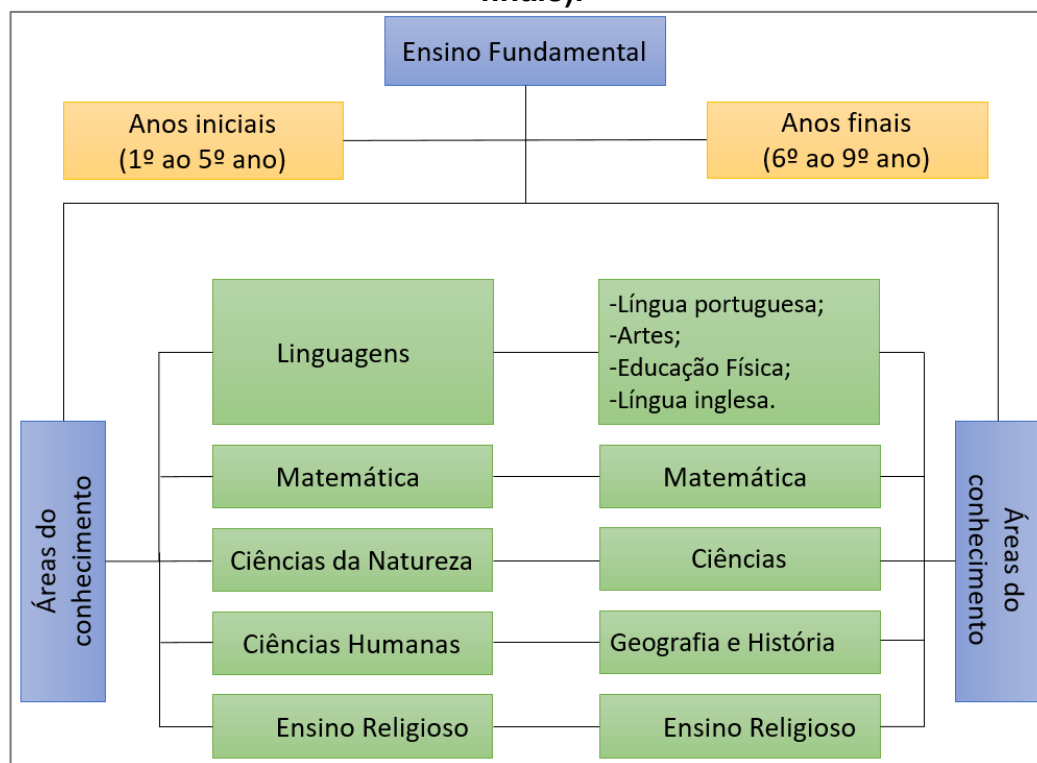 finais).
Ensino Fundamental
Anos iniciais
(1º ao 5º ano)
Anos finais
(6º ao 9º ano)
Linguagens
-Língua portuguesa;
-Artes;
-Educação Física;
-Língua inglesa.
Áreas do
conhecimento
Matemática
Matemática
Ciências da Natureza
Ciências
Ciências Humanas
Geografia e História
Ensino Religioso
Ensino Religioso
Áreas do
conhecimento